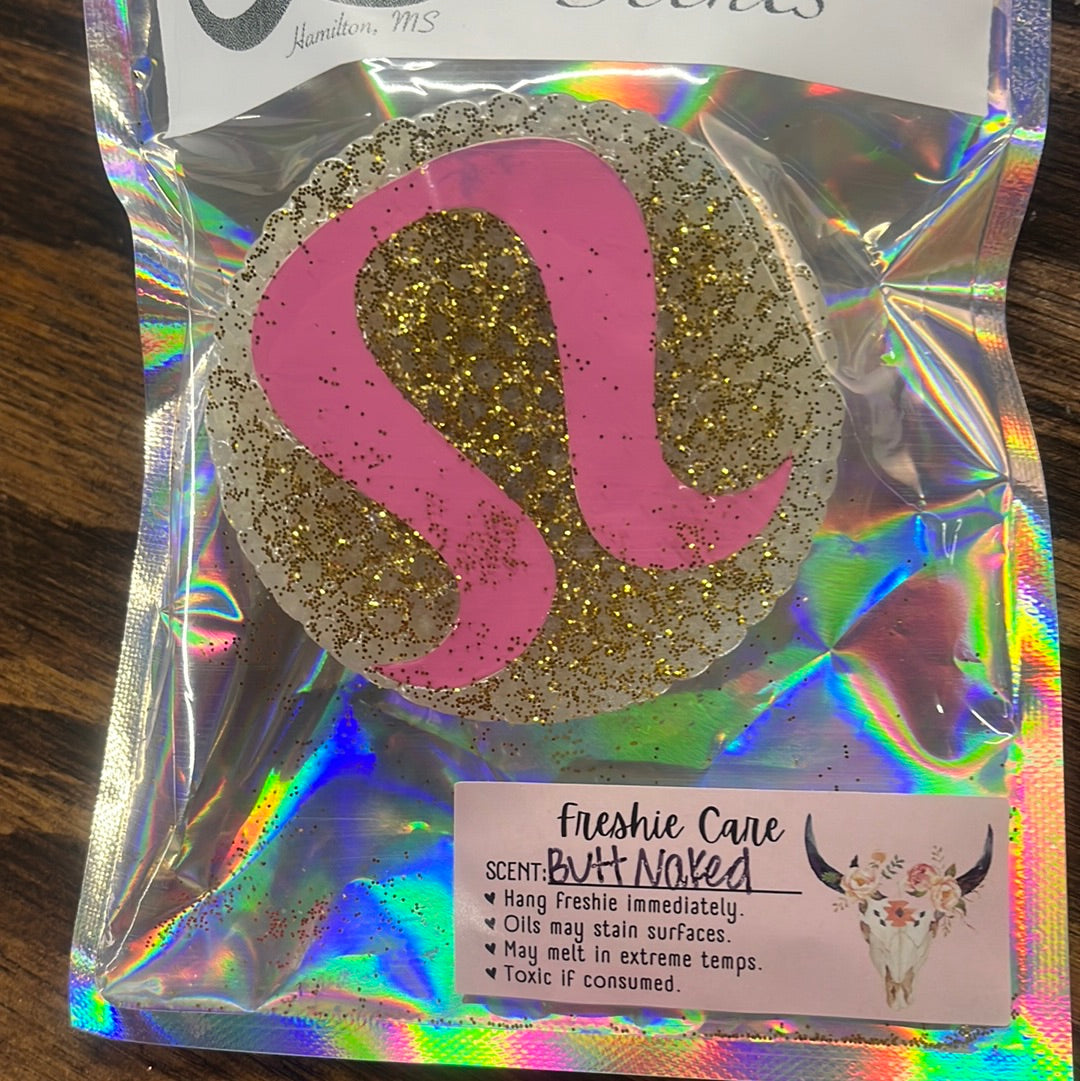 Scents
Hamilton, MS
Freshie Care
SCENT: Butt Naked
Hang freshie immediately.
Oils may stain surfaces.
May melt in extreme temps.
Toxic if consumed.